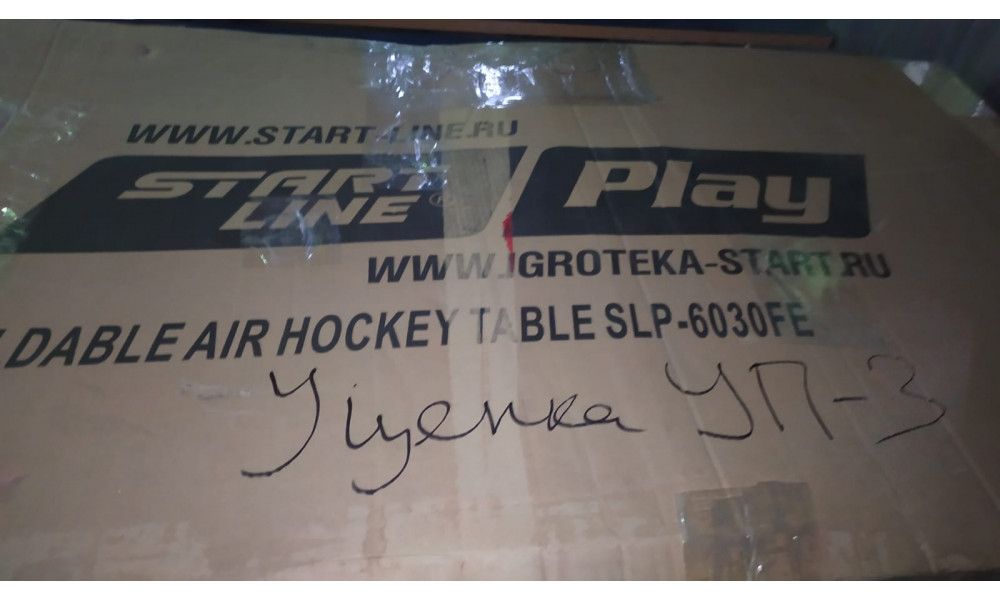 WWW.START-LINE.RU
START LINE® Play
WWW.IGROTEKA-START.RU
DABLE AIR HOCKEY TABLE SLP-6030FE
Уценка УП-3